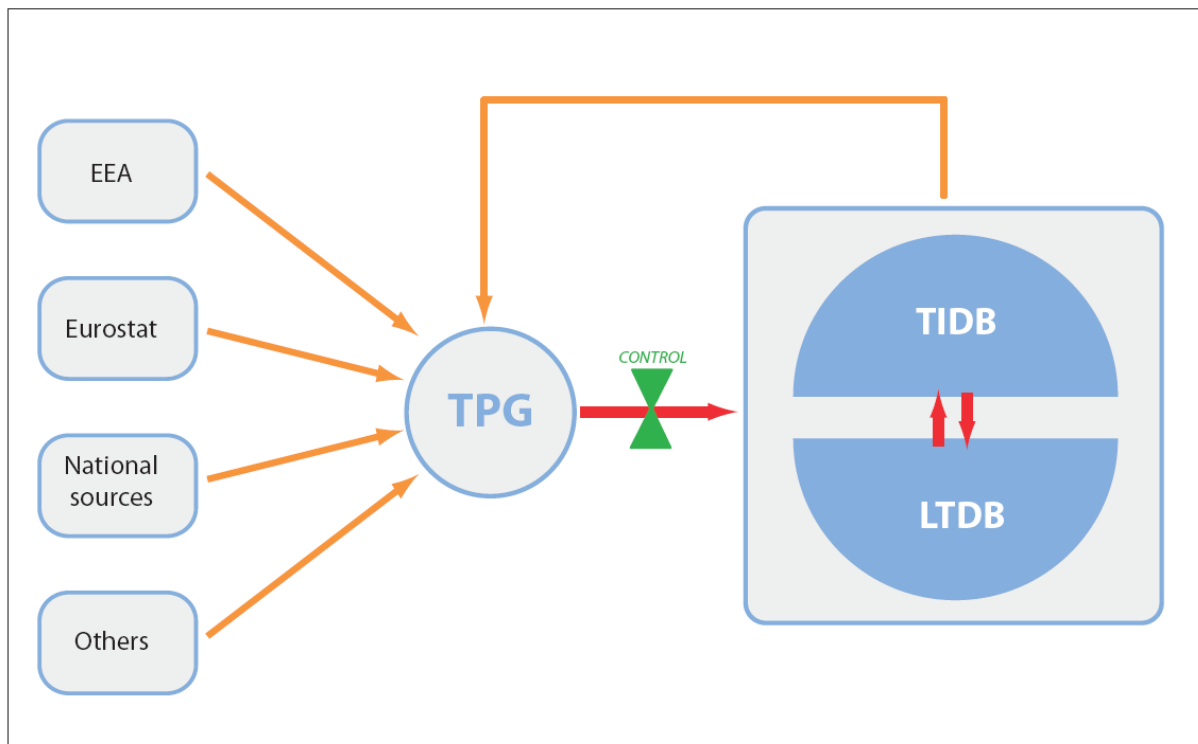 EEA
Eurostat
National
sources
Others
TPG
CONTROL
TIDB
LTDB